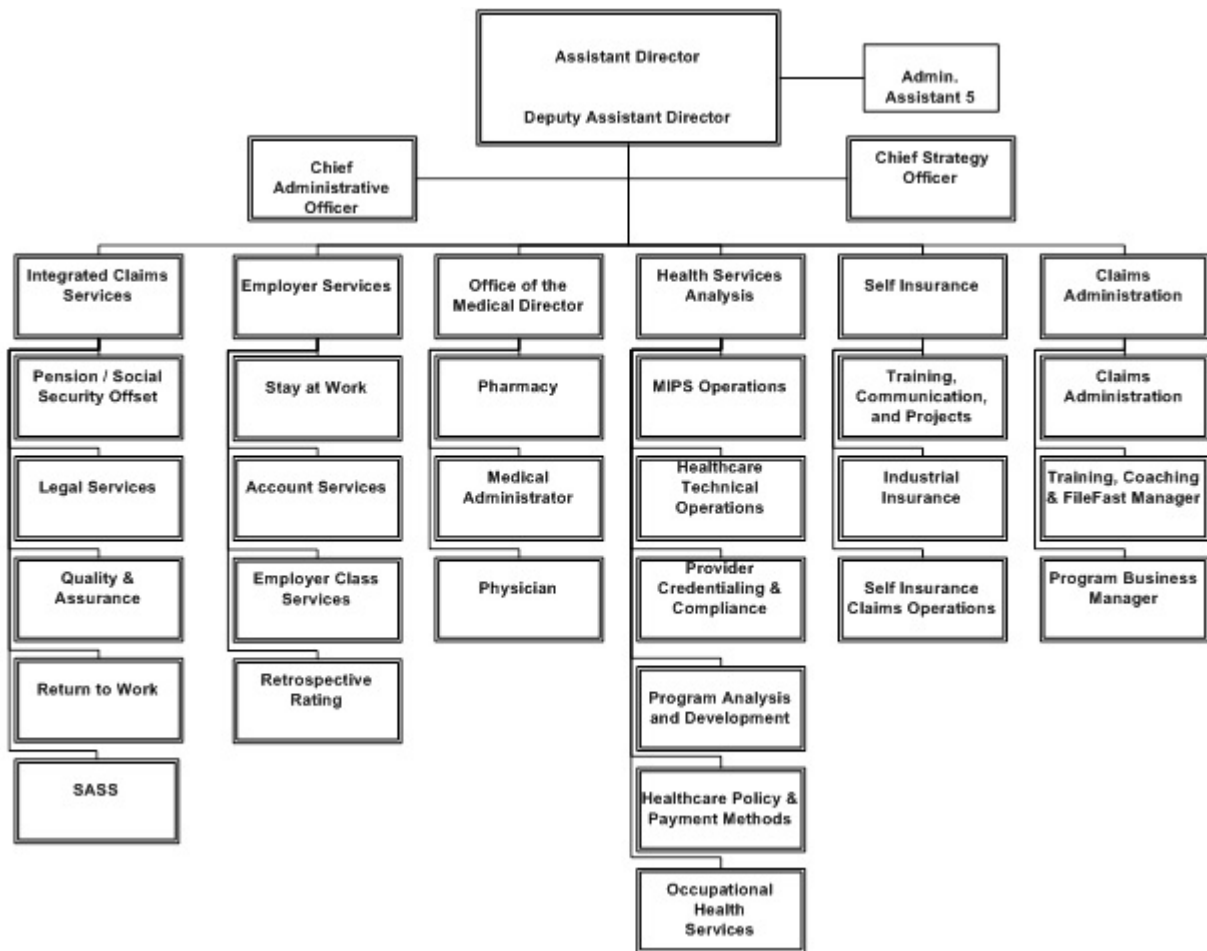 Assistant Director
Deputy Assistant Director
Admin.
Assistant 5
Chief
Administrative
Officer
Chief Strategy
Officer
Integrated Claims
Services
Employer Services
Office of the
Medical Director
Health Services
Analysis
Self Insurance
Claims
Administration
Pension / Social
Security Offset
Stay at Work
Pharmacy
MIPS Operations
Training,
Communication,
and Projects
Claims
Administration
Legal Services
Account Services
Medical
Administrator
Healthcare
Technical
Operations
Industrial
Insurance
Training, Coaching
& FileFast Manager
Quality &
Assurance
Employer Class
Services
Physician
Provider
Credentialing &
Compliance
Self Insurance
Claims Operations
Program Business
Manager
Return to Work
Retrospective
Rating
Program Analysis
and Development
SASS
Healthcare Policy &
Payment Methods
Occupational
Health
Services